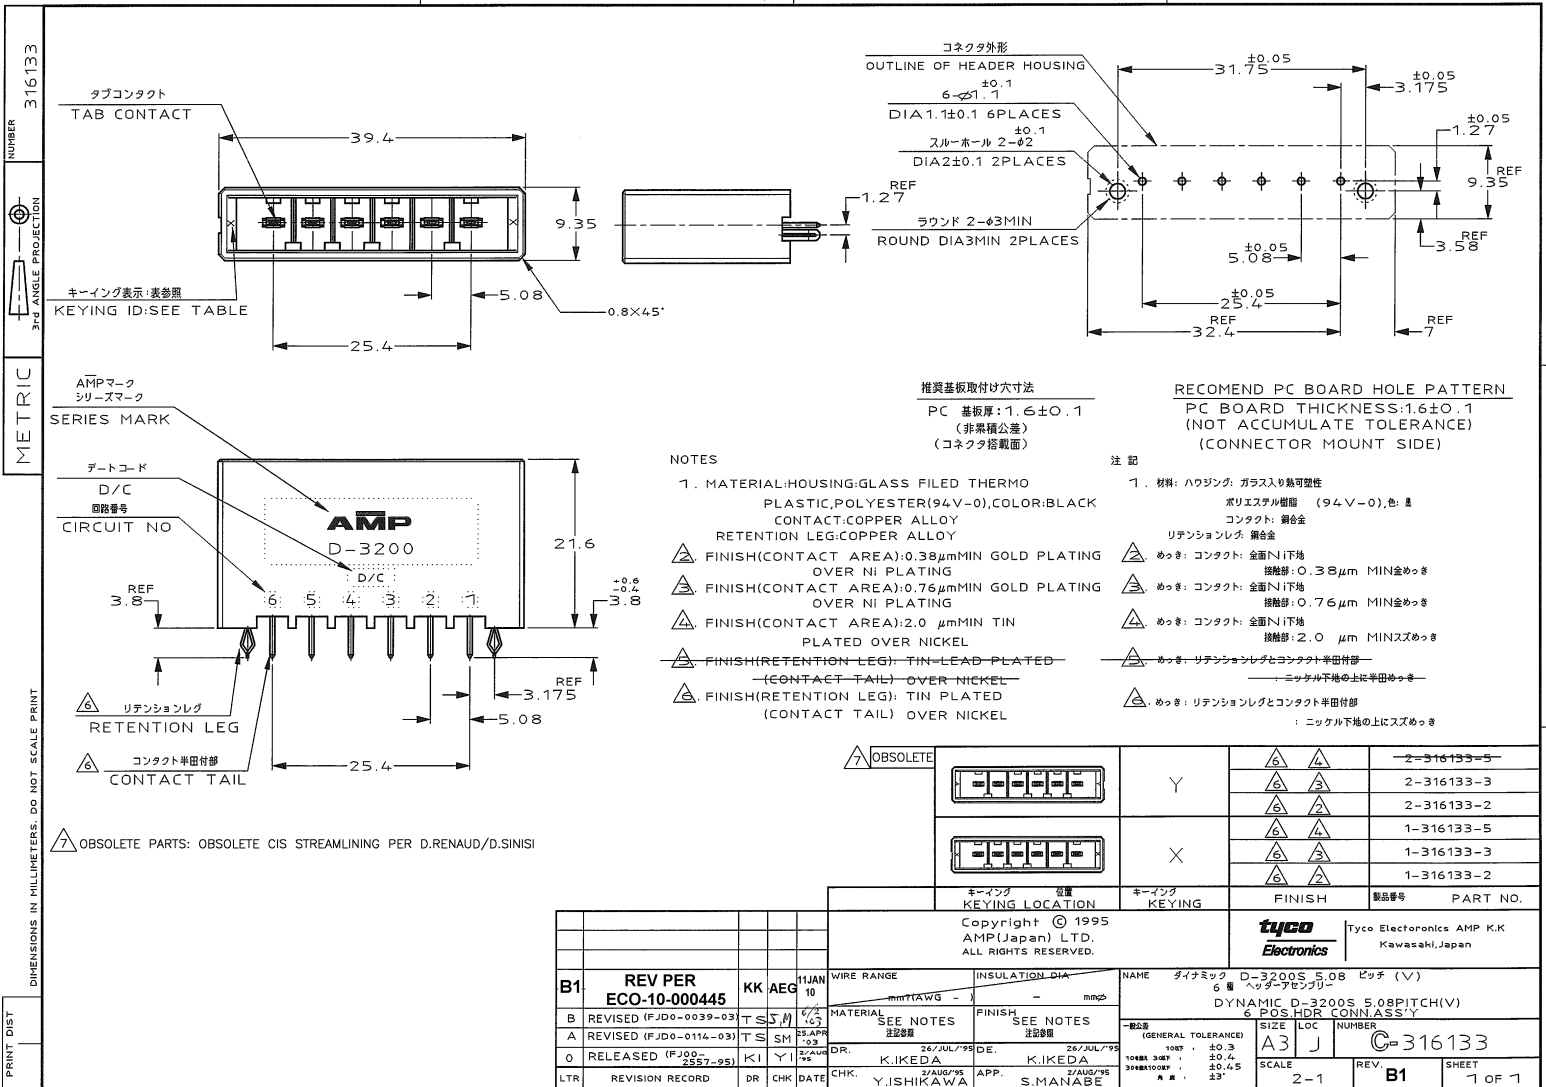 316133
NUMBER
3rd ANGLE PROJECTION
METRIC
DIMENSIONS IN MILLIMETERS. DO NOT SCALE PRINT
PRINT DIST
タブコンタクト
TAB CONTACT
39.4
9.35
キーイング表示:表参照
KEYING ID:SEE TABLE
5.08
0.8×45°
25.4
REF
1.27
コネクタ外形
OUTLINE OF HEADER HOUSING
±0.1
6-⌀1.1
DIA1.1±0.1 6PLACES
±0.1
スルーホール 2-⌀2
DIA2±0.1 2PLACES
ラウンド 2-⌀3MIN
ROUND DIA3MIN 2PLACES
±0.05
31.75
±0.05
3.175
±0.05
1.27
REF
9.35
REF
3.58
±0.05
5.08
±0.05
25.4
REF
32.4
REF
7
推奨基板取付け穴寸法
PC 基板厚:1.6±0.1
(非累積公差)
(コネクタ搭載面)
RECOMEND PC BOARD HOLE PATTERN
PC BOARD THICKNESS:1.6±0.1
(NOT ACCUMULATE TOLERANCE)
(CONNECTOR MOUNT SIDE)
AMPマーク
シリーズマーク
SERIES MARK
デートコード
D/C
回路番号
CIRCUIT NO
AMP
D-3200
D/C
6 5 4 3 2 1
21.6
REF
3.8
+0.6
-0.4
3.8
REF
3.175
5.08
25.4
6 リテンションレグ
RETENTION LEG
6 コンタクト半田付部
CONTACT TAIL
7 OBSOLETE PARTS: OBSOLETE CIS STREAMLINING PER D.RENAUD/D.SINISI
NOTES
1. MATERIAL:HOUSING:GLASS FILED THERMO
PLASTIC,POLYESTER(94V-0),COLOR:BLACK
CONTACT:COPPER ALLOY
RETENTION LEG:COPPER ALLOY
2. FINISH(CONTACT AREA):0.38μmMIN GOLD PLATING
OVER Ni PLATING
3. FINISH(CONTACT AREA):0.76μmMIN GOLD PLATING
OVER Ni PLATING
4. FINISH(CONTACT AREA):2.0 μmMIN TIN
PLATED OVER NICKEL
5. FINISH(RETENTION LEG): TIN-LEAD PLATED
(CONTACT TAIL) OVER NICKEL
6. FINISH(RETENTION LEG): TIN PLATED
(CONTACT TAIL) OVER NICKEL
注記
1. 材料: ハウジング: ガラス入り熱可塑性
ポリエステル樹脂 (94V-0),色: 黒
コンタクト: 銅合金
リテンションレグ: 銅合金
2. めっき: コンタクト: 全面Ni下地
接触部:0.38μm MIN金めっき
3. めっき: コンタクト: 全面Ni下地
接触部:0.76μm MIN金めっき
4. めっき: コンタクト: 全面Ni下地
接触部:2.0 μm MINスズめっき
5. めっき: リテンションレグとコンタクト半田付部
: ニッケル下地の上に半田めっき
6. めっき: リテンションレグとコンタクト半田付部
: ニッケル下地の上にスズめっき
7 OBSOLETE
Y
6 4 2-316133-5
6 3 2-316133-3
6 2 2-316133-2
X
6 4 1-316133-5
6 3 1-316133-3
6 2 1-316133-2
キーイング 位置
KEYING LOCATION
キーイング
KEYING
FINISH
製品番号 PART NO.
Copyright © 1995
AMP(Japan) LTD.
ALL RIGHTS RESERVED.
tyco
Electronics
Tyco Electoronics AMP K.K
Kawasaki,Japan
B1 REV PER ECO-10-000445 KK AEG 11JAN 10
B REVISED (FJD0-0039-03) TS
A REVISED (FJD0-0114-03) TS SM 25.APR '03
0 RELEASED (FJ00-2557-95) KI YI 2/AUG '95
LTR REVISION RECORD DR CHK DATE
WIRE RANGE
mm²(AWG - )
INSULATION DIA
- mm⌀
MATERIAL
SEE NOTES
注記参照
FINISH
SEE NOTES
注記参照
DR. 26/JUL/'95
K.IKEDA
DE. 26/JUL/'95
K.IKEDA
CHK. 2/AUG/'95
Y.ISHIKAWA
APP. 2/AUG/'95
S.MANABE
NAME ダイナミック D-3200S 5.08 ピッチ (V)
6 極 ヘッダーアセンブリー
DYNAMIC D-3200S 5.08PITCH(V)
6 POS.HDR CONN.ASS'Y
一般公差
(GENERAL TOLERANCE)
10以下 : ±0.3
10を超え 30以下 : ±0.4
30を超え100以下 : ±0.45
角度 : ±3°
SIZE
A3
LOC
J
NUMBER
C-316133
SCALE
2-1
REV.
B1
SHEET
1 OF 1